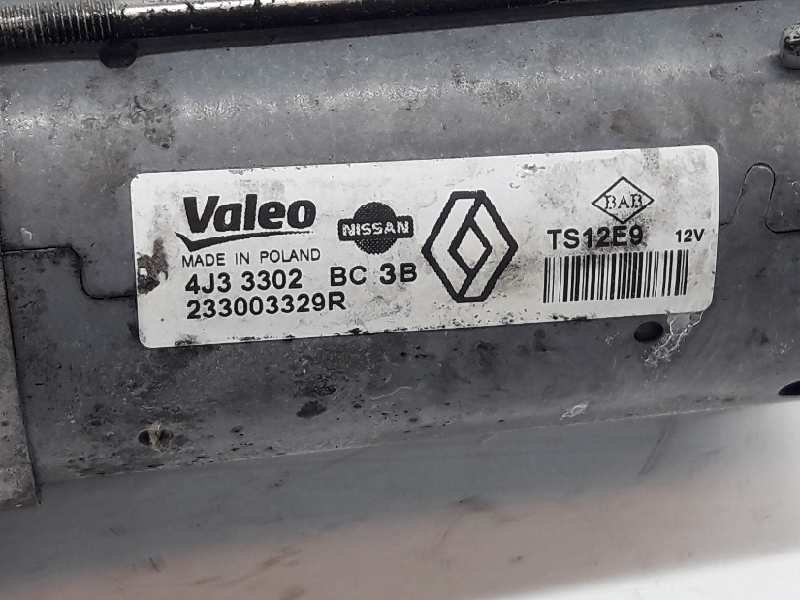 Valeo
NISSAN
BAB
MADE IN POLAND
TS12E9 12V
4J3 3302 BC 3B
233003329R